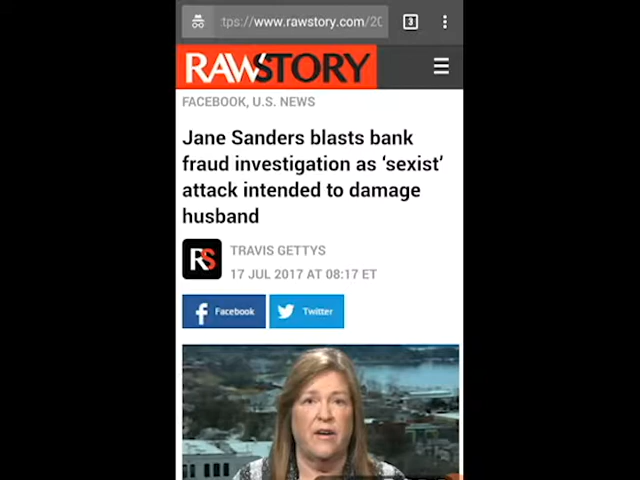 tps://www.rawstory.com/20
3
RAWSTORY
FACEBOOK, U.S. NEWS
Jane Sanders blasts bank
fraud investigation as ‘sexist’
attack intended to damage
husband
RS
TRAVIS GETTYS
17 JUL 2017 AT 08:17 ET
f Facebook
Twitter